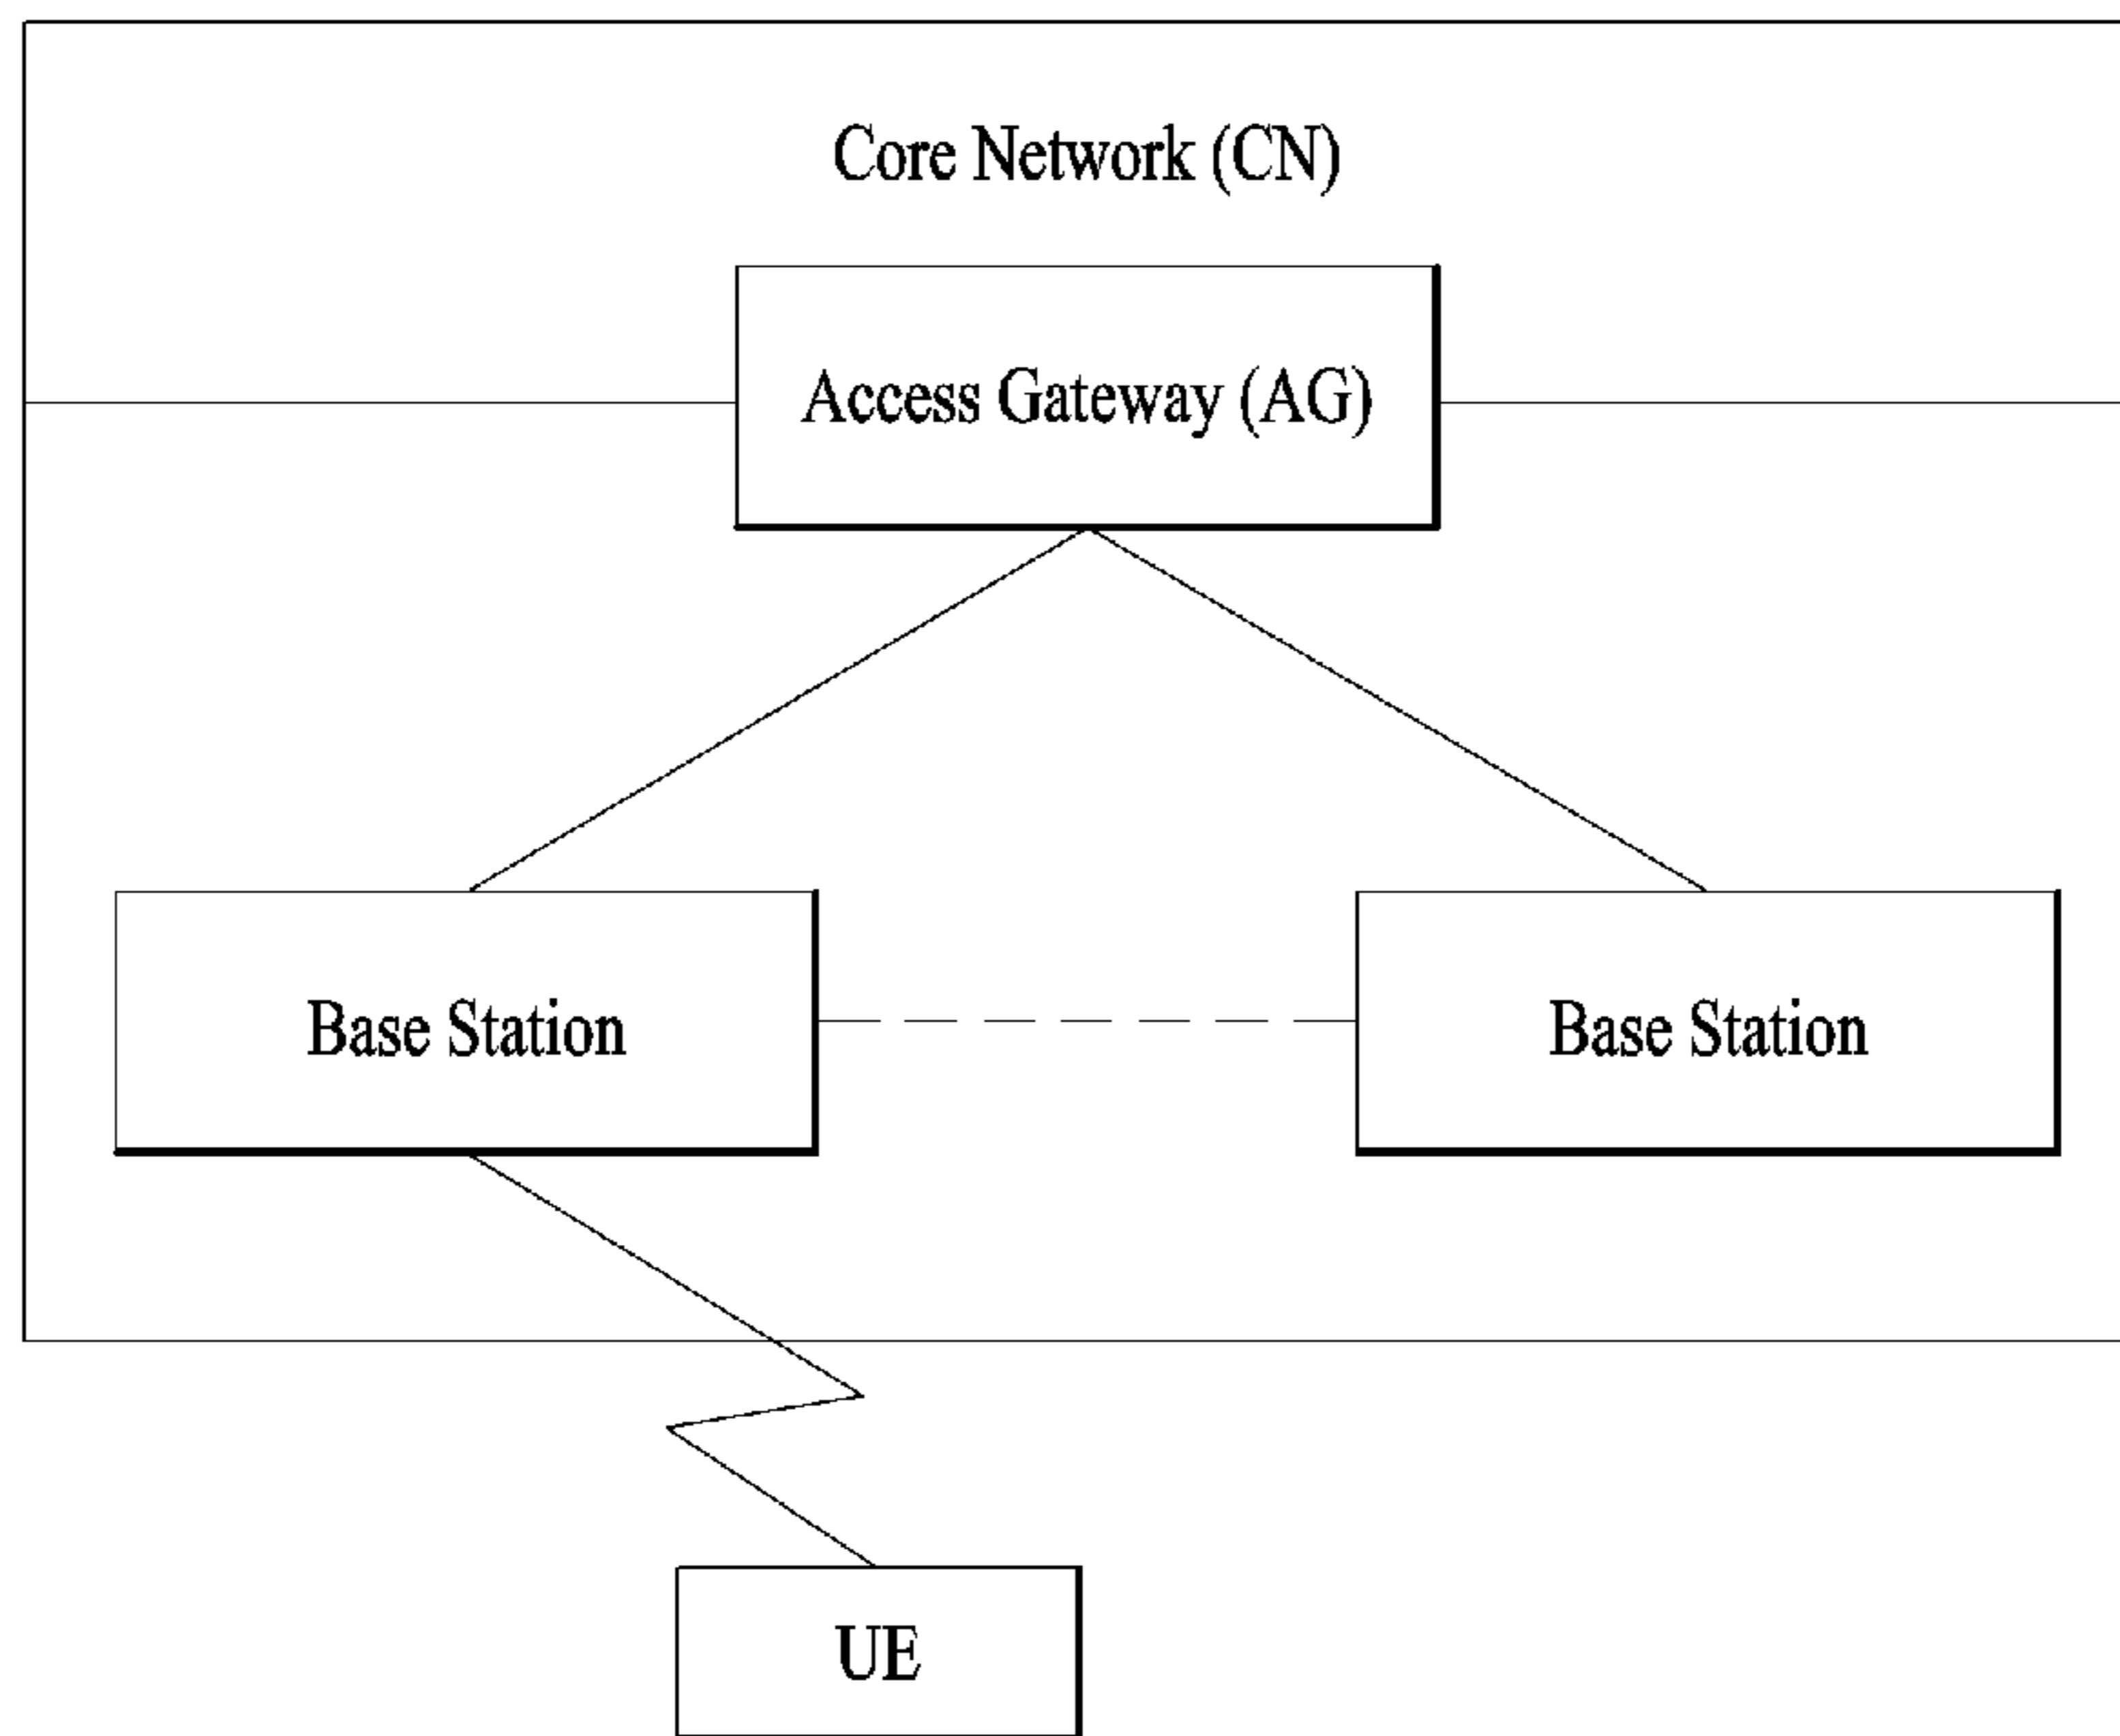 Core Network (CN)
Access Gateway (AG)
Base Station
Base Station
UE